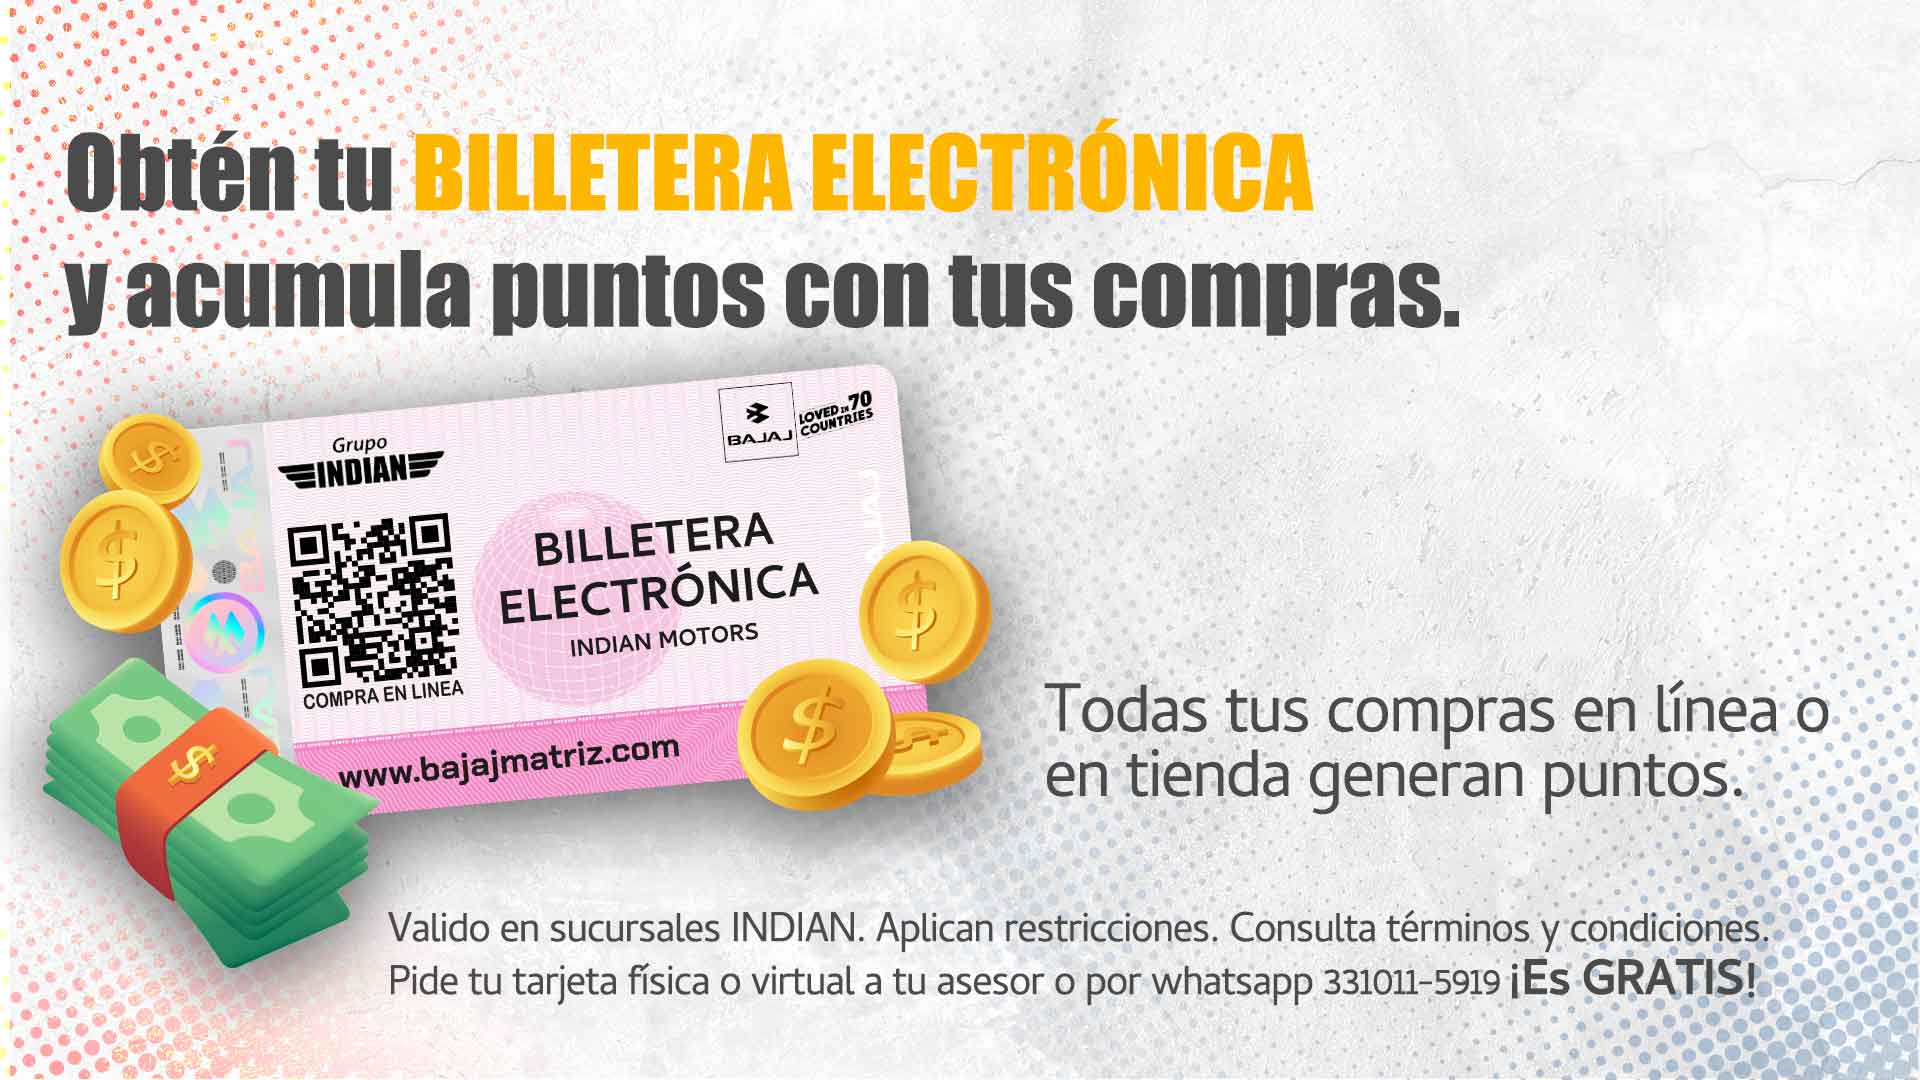 Obtén tu BILLETERA ELECTRÓNICA
y acumula puntos con tus compras.
Grupo
INDIAN
BAJAJ
LOVED IN 70
COUNTRIES
BILLETERA
ELECTRÓNICA
INDIAN MOTORS
COMPRA EN LINEA
www.bajajmatriz.com
Todas tus compras en línea o
en tienda generan puntos.
Valido en sucursales INDIAN. Aplican restricciones. Consulta términos y condiciones.
Pide tu tarjeta física o virtual a tu asesor o por whatsapp 331011-5919 ¡Es GRATIS!